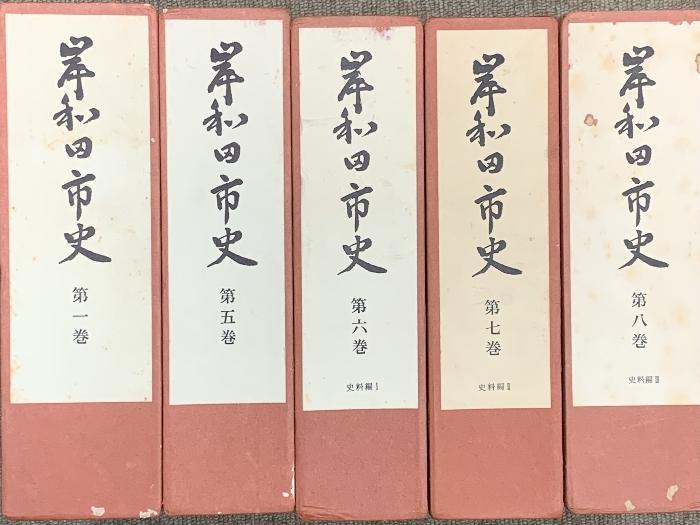 岸和田市史
第一巻
岸和田市史
第五巻
岸和田市史
第六巻
史料編Ⅰ
岸和田市史
第七巻
史料編Ⅱ
岸和田市史
第八巻
史料編Ⅲ